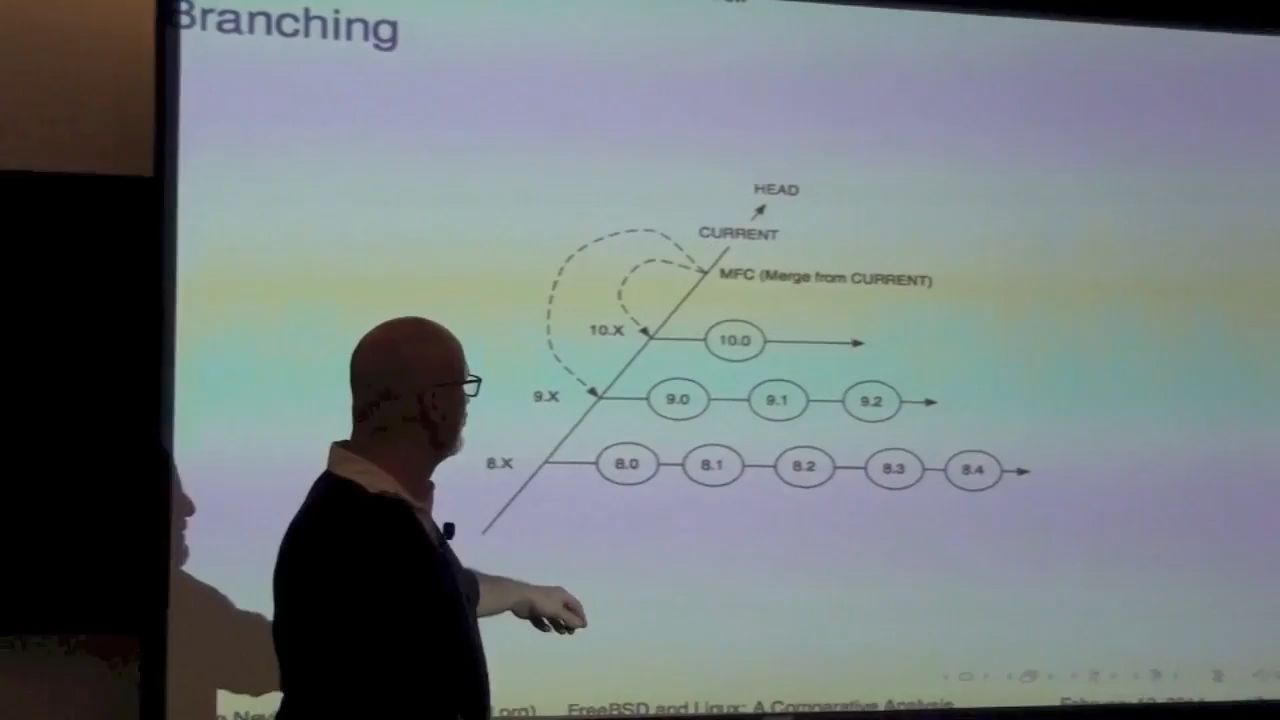 Branching
HEAD
CURRENT
MFC (Merge from CURRENT)
10.X
10.0
9.X
9.0
9.1
9.2
8.X
8.0
8.1
8.2
8.3
8.4
FreeBSD and Linux: A Comparative Analysis